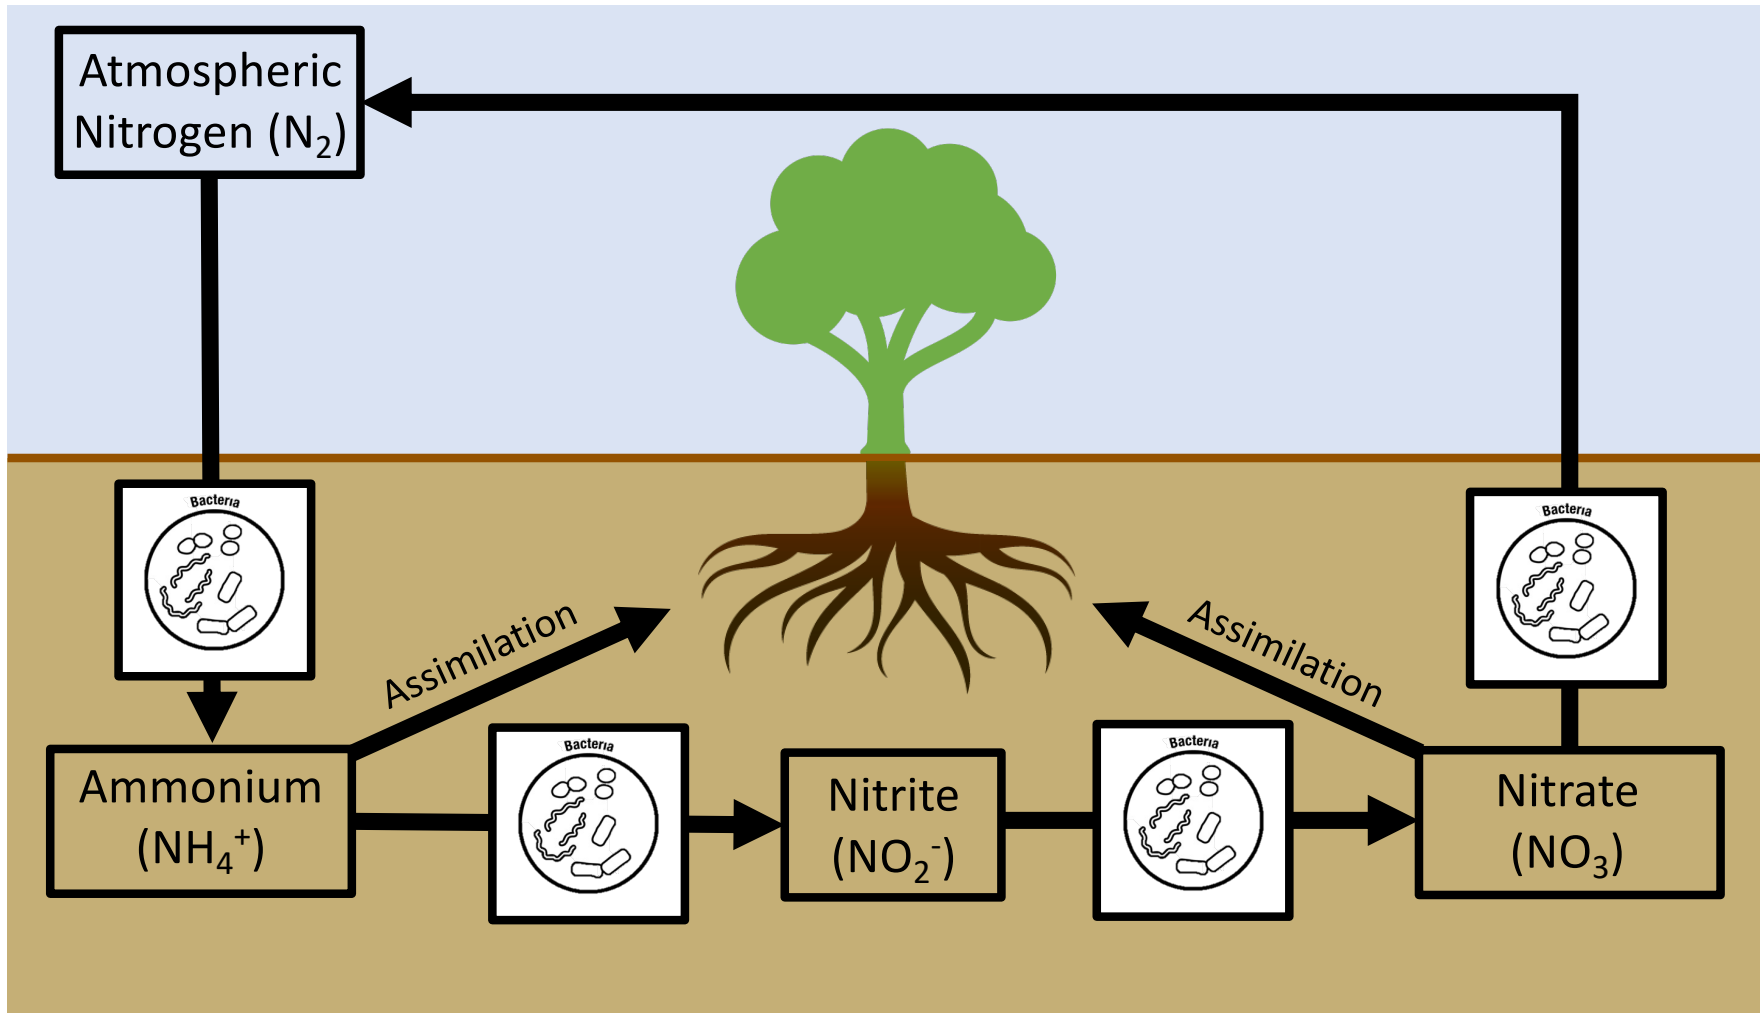 Atmospheric
Nitrogen (N₂)
Bacteria
Bacteria
Assimilation
Assimilation
Bacteria
Bacteria
Ammonium
(NH₄⁺)
Nitrite
(NO₂⁻)
Nitrate
(NO₃)